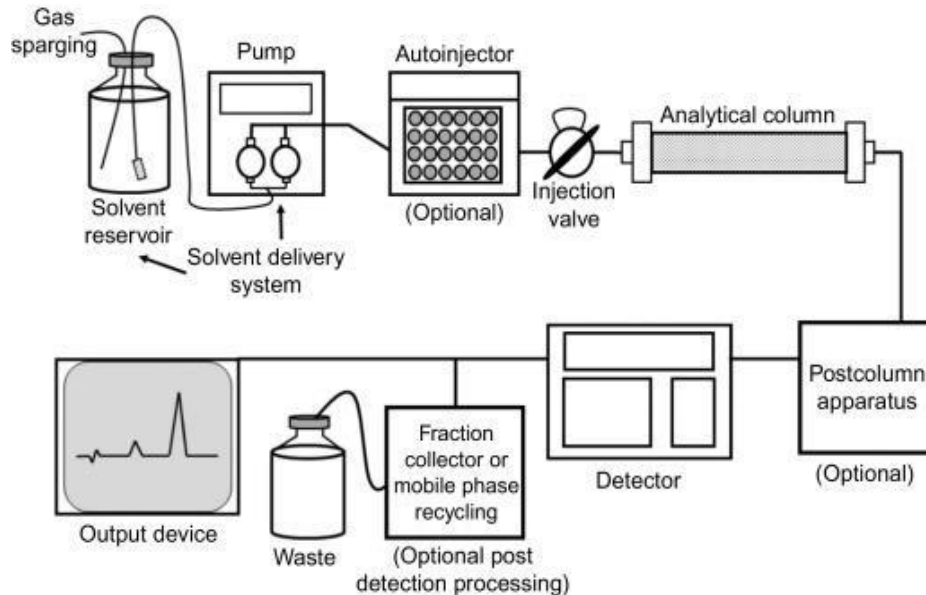 Gas
sparging
Pump
Autoinjector
Analytical column
Solvent
reservoir
(Optional)
Injection
valve
Solvent delivery
system
Postcolumn
apparatus
(Optional)
Detector
Fraction
collector or
mobile phase
recycling
(Optional post
detection processing)
Waste
Output device